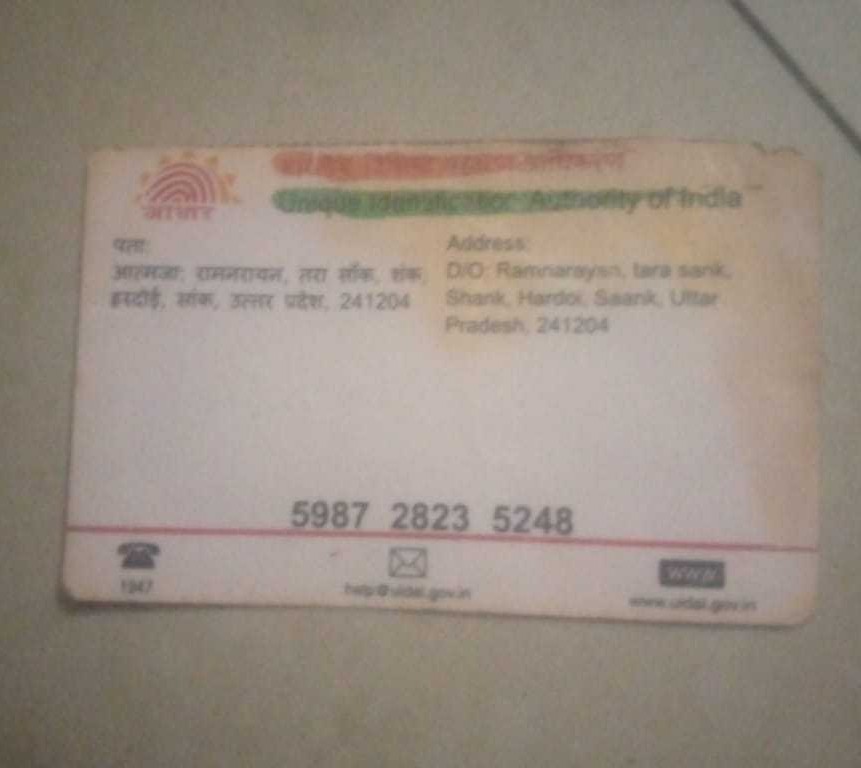 आधार
Unique Identification Authority of India
पता:
आत्मजा: रामनरायन, तरा साँक, संक,
हरदोई, सांक, उत्तर प्रदेश, 241204
Address:
D/O: Ramnarayan, tara sank,
Shank, Hardoi, Saank, Uttar
Pradesh, 241204
5987 2823 5248
1947
help@uidai.gov.in
www
www.uidai.gov.in